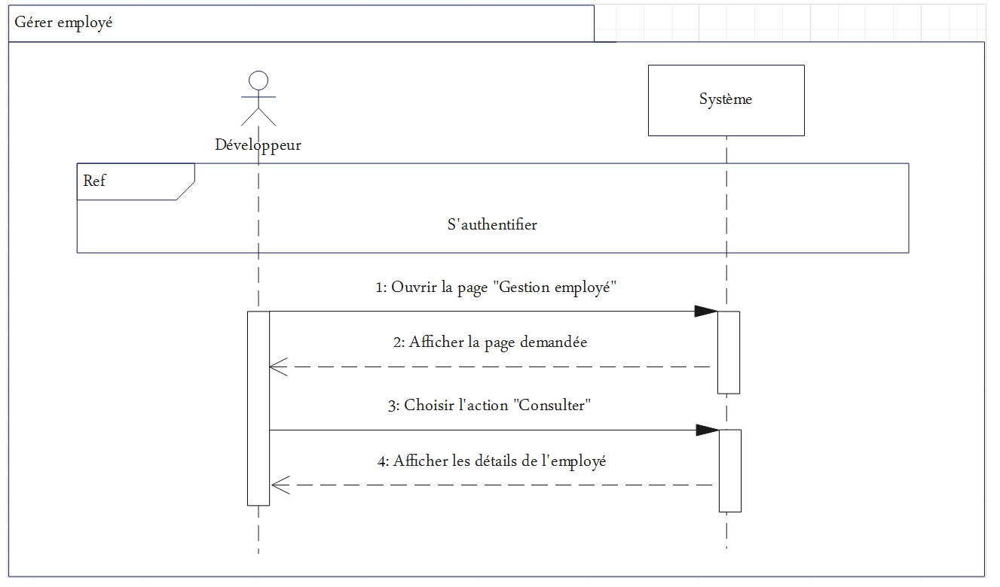 Gérer employé
Système
Développeur
Ref
S'authentifier
1: Ouvrir la page "Gestion employé"
2: Afficher la page demandée
3: Choisir l'action "Consulter"
4: Afficher les détails de l'employé